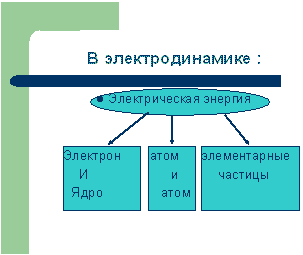 В электродинамике :
Электрическая энергия
Электрон
И
Ядро
атом
и
атом
элементарные
частицы